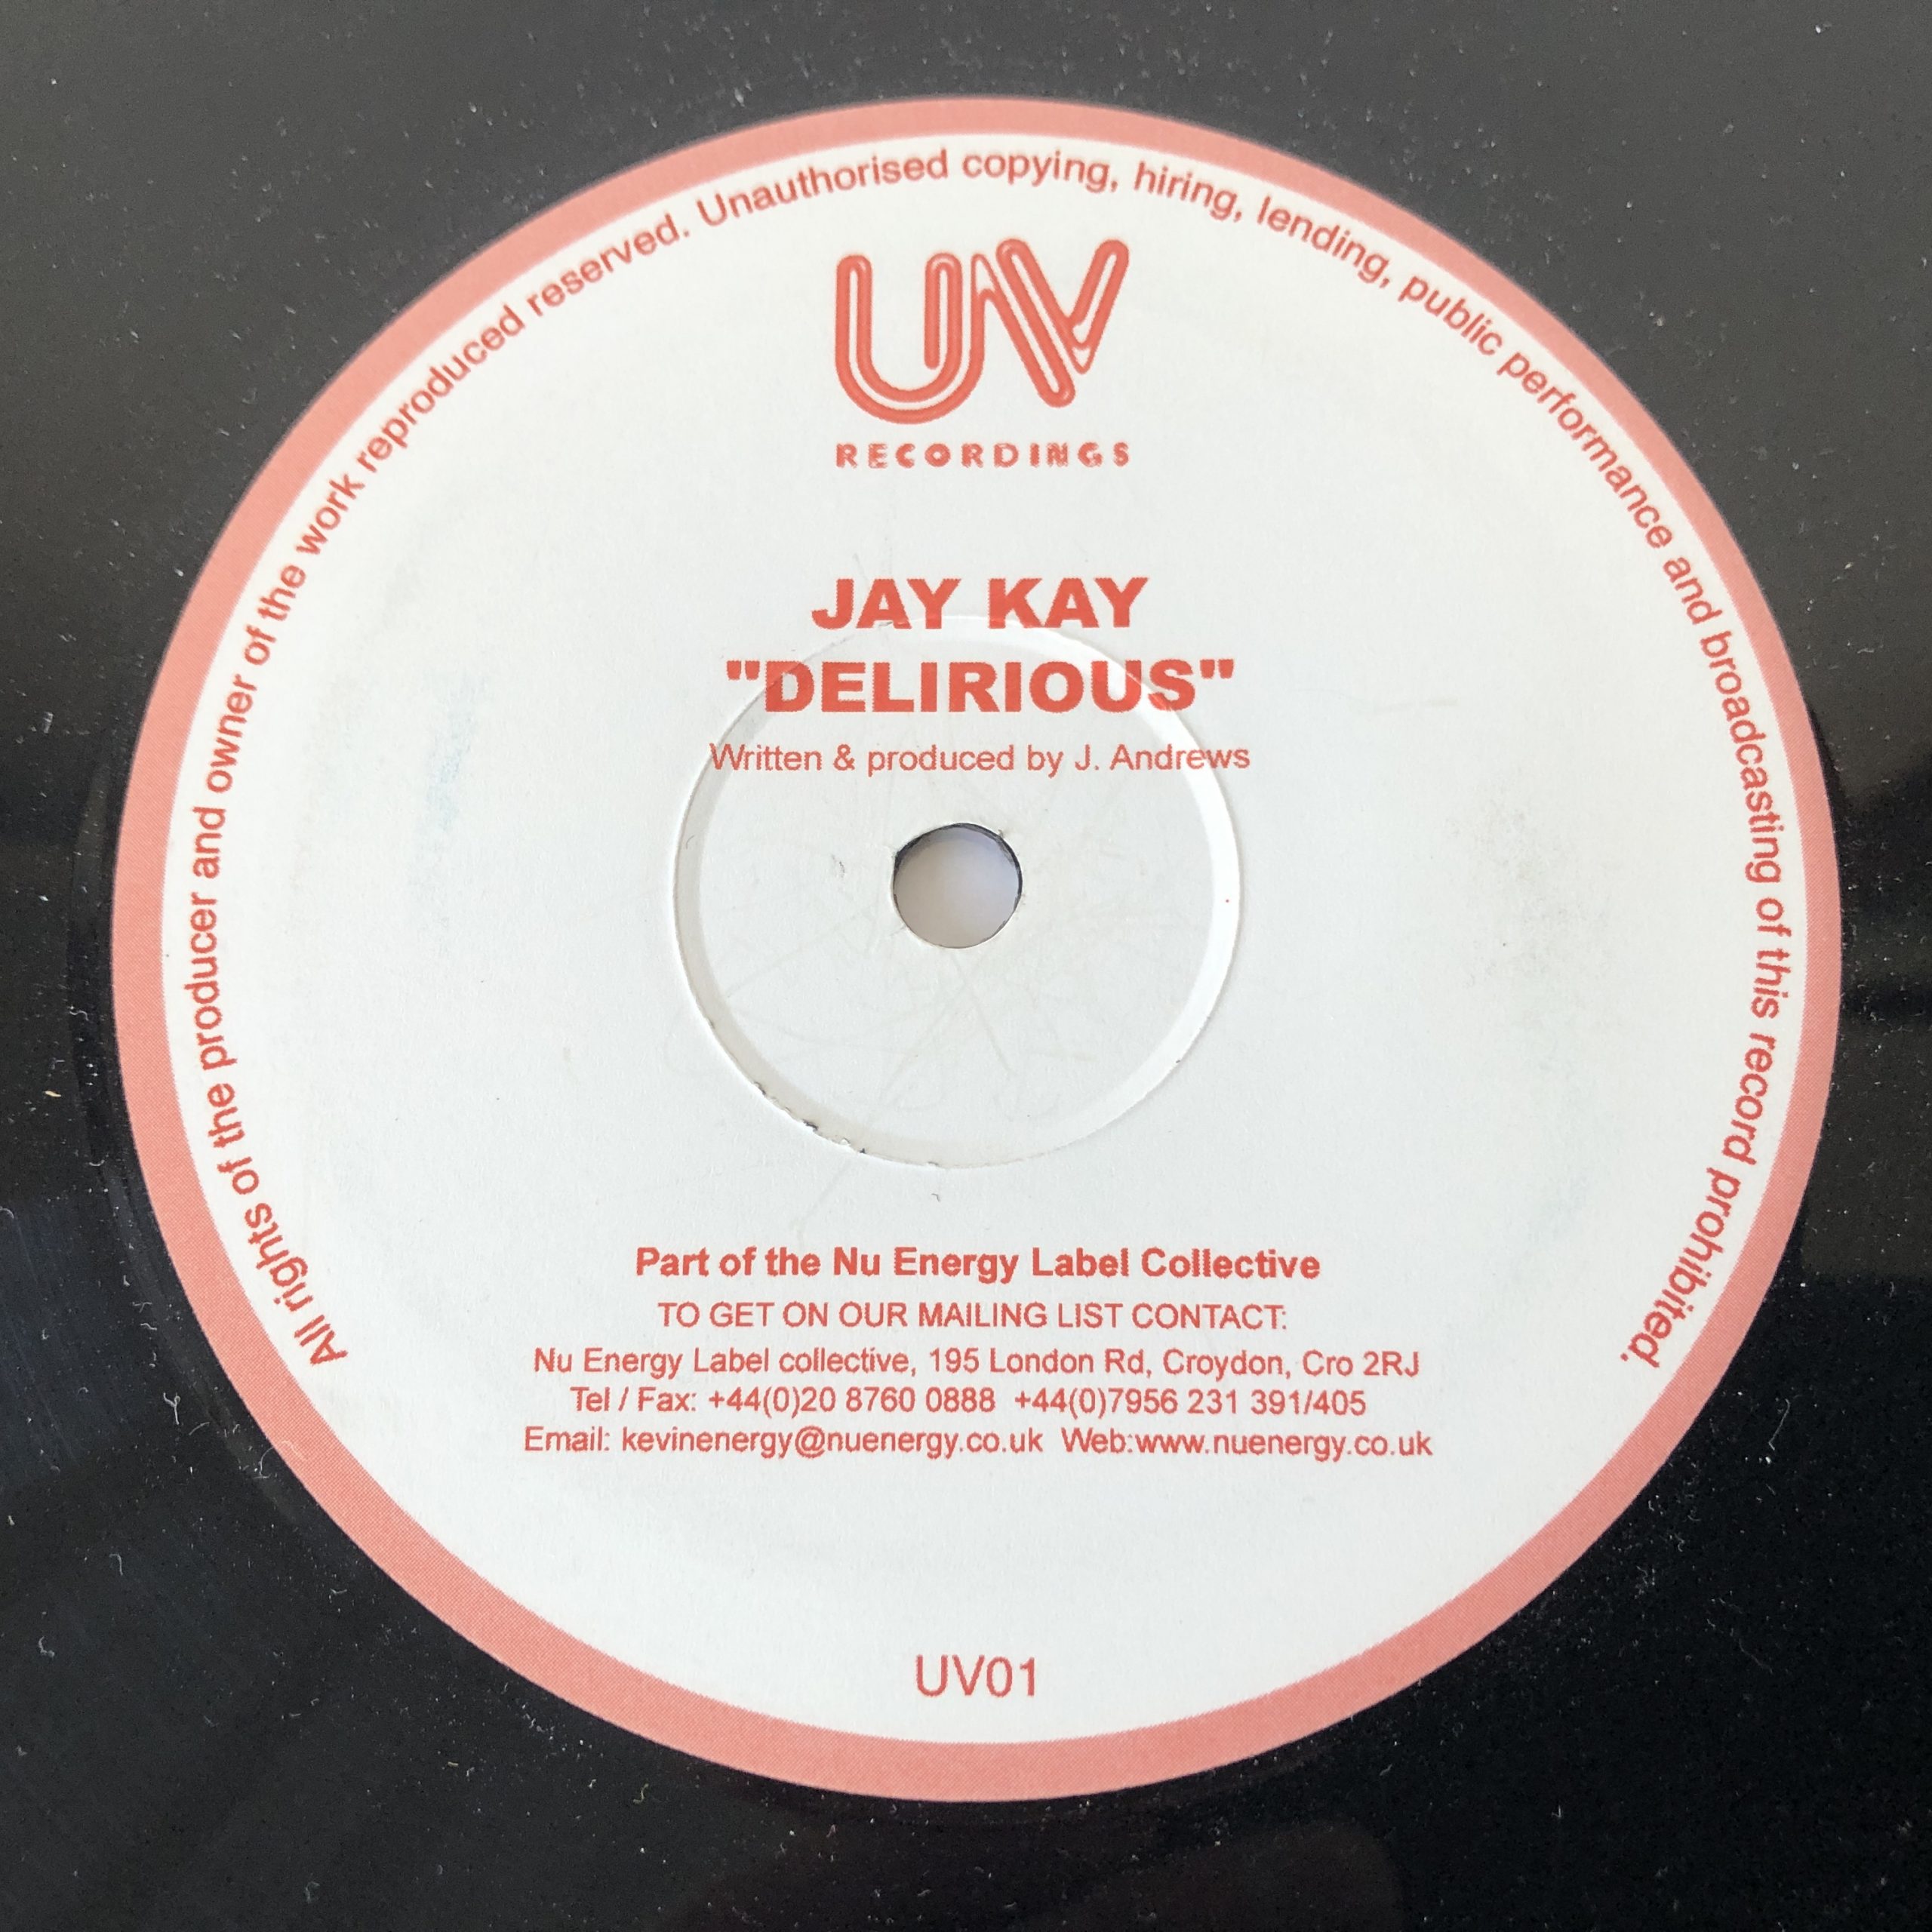 All rights of the producer and owner of the work reproduced reserved. Unauthorised copying, hiring, lending, public performance and broadcasting of this record prohibited.
UV
RECORDINGS
JAY KAY
"DELIRIOUS"
Written & produced by J. Andrews
Part of the Nu Energy Label Collective
TO GET ON OUR MAILING LIST CONTACT:
Nu Energy Label collective, 195 London Rd, Croydon, Cro 2RJ
Tel / Fax: +44(0)20 8760 0888  +44(0)7956 231 391/405
Email: kevinenergy@nuenergy.co.uk  Web:www.nuenergy.co.uk
UV01